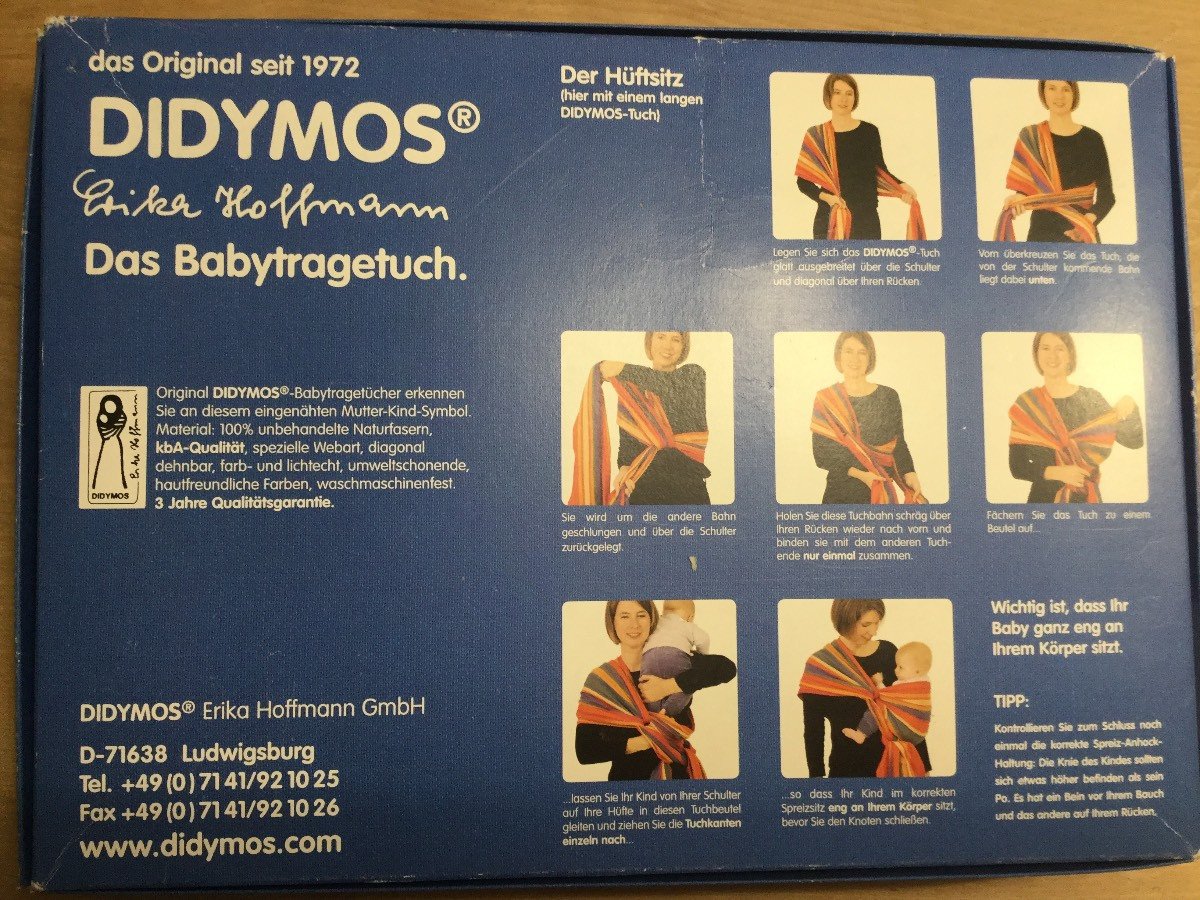 das Original seit 1972
DIDYMOS®
Erika Hoffmann
Das Babytragetuch.
Original DIDYMOS®-Babytragetücher erkennen
Sie an diesem eingenähten Mutter-Kind-Symbol.
Material: 100% unbehandelte Naturfasern,
kbA-Qualität, spezielle Webart, diagonal
dehnbar, farb- und lichtecht, umweltschonende,
hautfreundliche Farben, waschmaschinenfest.
3 Jahre Qualitätsgarantie.
Erika Hoffmann
DIDYMOS
DIDYMOS® Erika Hoffmann GmbH
D-71638 Ludwigsburg
Tel. +49(0)7141/921025
Fax +49(0)7141/921026
www.didymos.com
Der Hüftsitz
(hier mit einem langen
DIDYMOS-Tuch)
Legen Sie sich das DIDYMOS®-Tuch
glatt ausgebreitet über die Schulter
und diagonal über Ihren Rücken.
Vorn überkreuzen Sie das Tuch, die
von der Schulter kommende Bahn
liegt dabei unten.
Sie wird um die andere Bahn
geschlungen und über die Schulter
zurückgelegt.
Holen Sie diese Tuchbahn schräg über
Ihren Rücken wieder nach vorn und
binden sie mit dem anderen Tuch-
ende nur einmal zusammen.
Fächern Sie das Tuch zu einem
Beutel auf.
...lassen Sie Ihr Kind von Ihrer Schulter
auf Ihre Hüfte in diesen Tuchbeutel
gleiten und ziehen Sie die Tuchkanten
einzeln nach...
...so dass Ihr Kind im korrekten
Spreizsitz eng an Ihrem Körper sitzt,
bevor Sie den Knoten schließen.
Wichtig ist, dass Ihr
Baby ganz eng an
Ihrem Körper sitzt.
TIPP:
Kontrollieren Sie zum Schluss noch
einmal die korrekte Spreiz-Anhock-
Haltung: Die Knie des Kindes sollten
sich etwas höher befinden als sein
Po. Es hat ein Bein vor Ihrem Bauch
und das andere auf Ihrem Rücken.